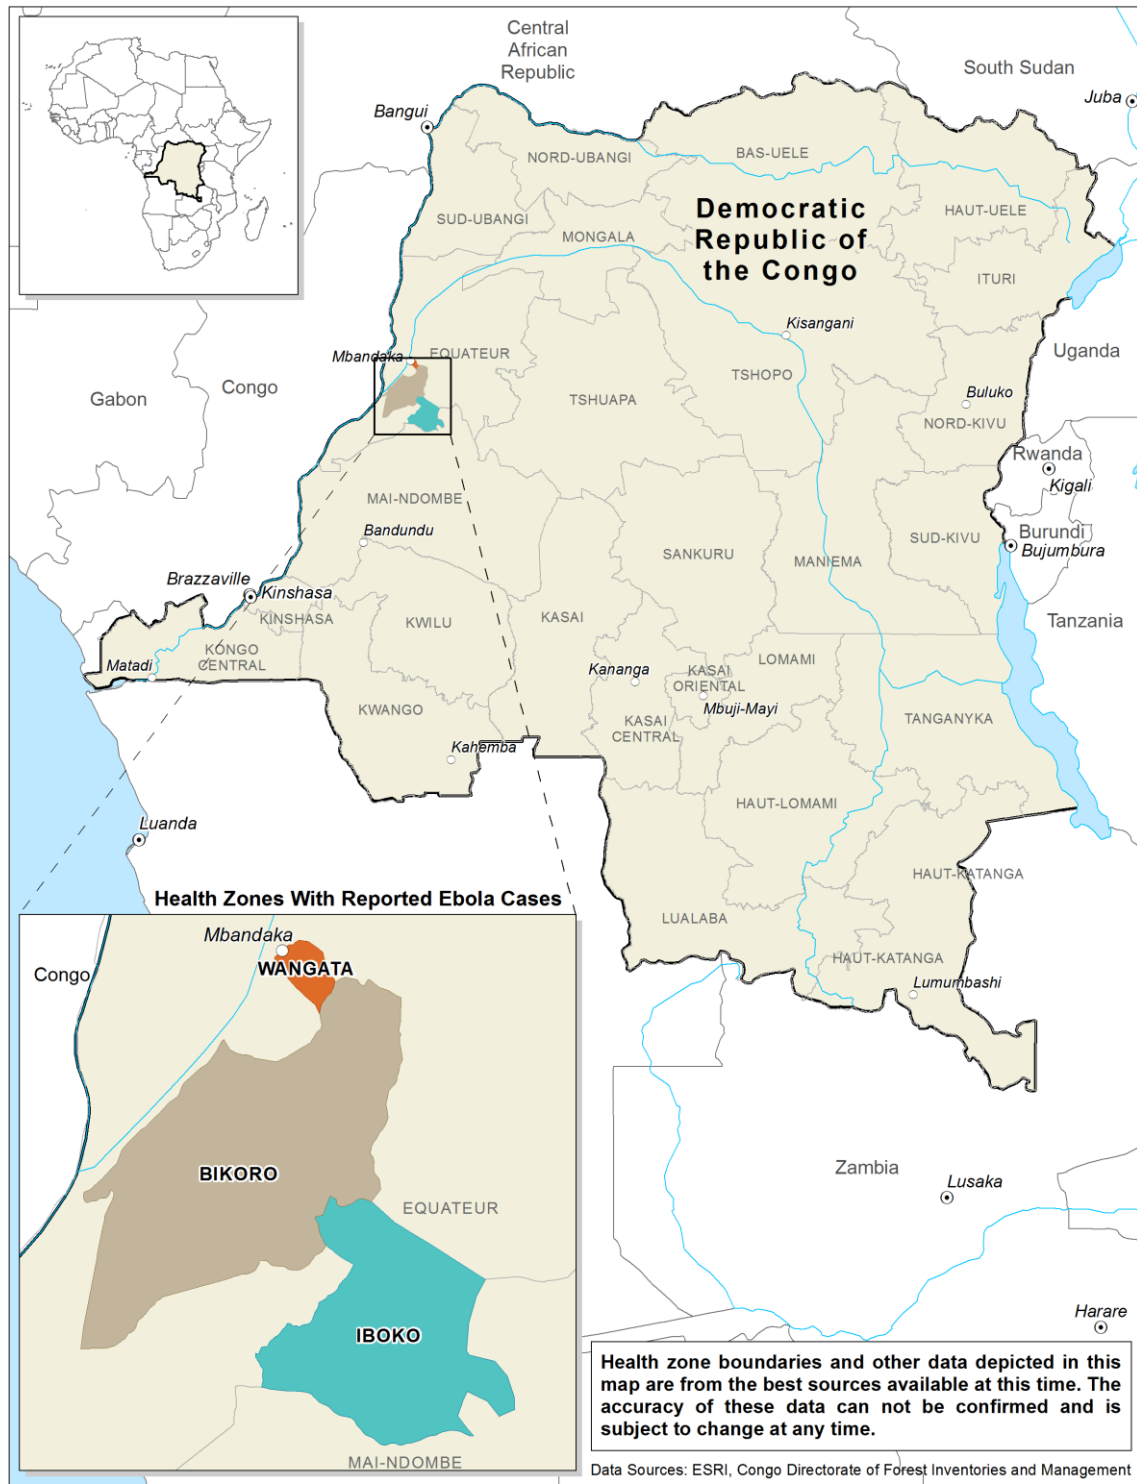 Central
African
Republic
South Sudan
Juba
Bangui
NORD-UBANGI
BAS-UELE
SUD-UBANGI
MONGALA
Democratic
Republic of
the Congo
HAUT-UELE
ITURI
Kisangani
Mbandaka
EQUATEUR
Uganda
Gabon
Congo
TSHUAPA
TSHOPO
Buluko
NORD-KIVU
Rwanda
Kigali
MAI-NDOMBE
Bandundu
SANKURU
MANIEMA
SUD-KIVU
Burundi
Bujumbura
Brazzaville
Kinshasa
KINSHASA
KWILU
KASAI
Tanzania
KONGO
CENTRAL
Matadi
Kananga
KASAI
ORIENTAL
LOMAMI
Mbuji-Mayi
KWANGO
KASAI
CENTRAL
TANGANYKA
Kahemba
HAUT-LOMAMI
Luanda
HAUT-KATANGA
LUALABA
HAUT-KATANGA
Lumumbashi
Zambia
Lusaka
Harare
Health Zones With Reported Ebola Cases
Mbandaka
WANGATA
Congo
BIKORO
EQUATEUR
IBOKO
MAI-NDOMBE
Health zone boundaries and other data depicted in this
map are from the best sources available at this time. The
accuracy of these data can not be confirmed and is
subject to change at any time.
Data Sources: ESRI, Congo Directorate of Forest Inventories and Management